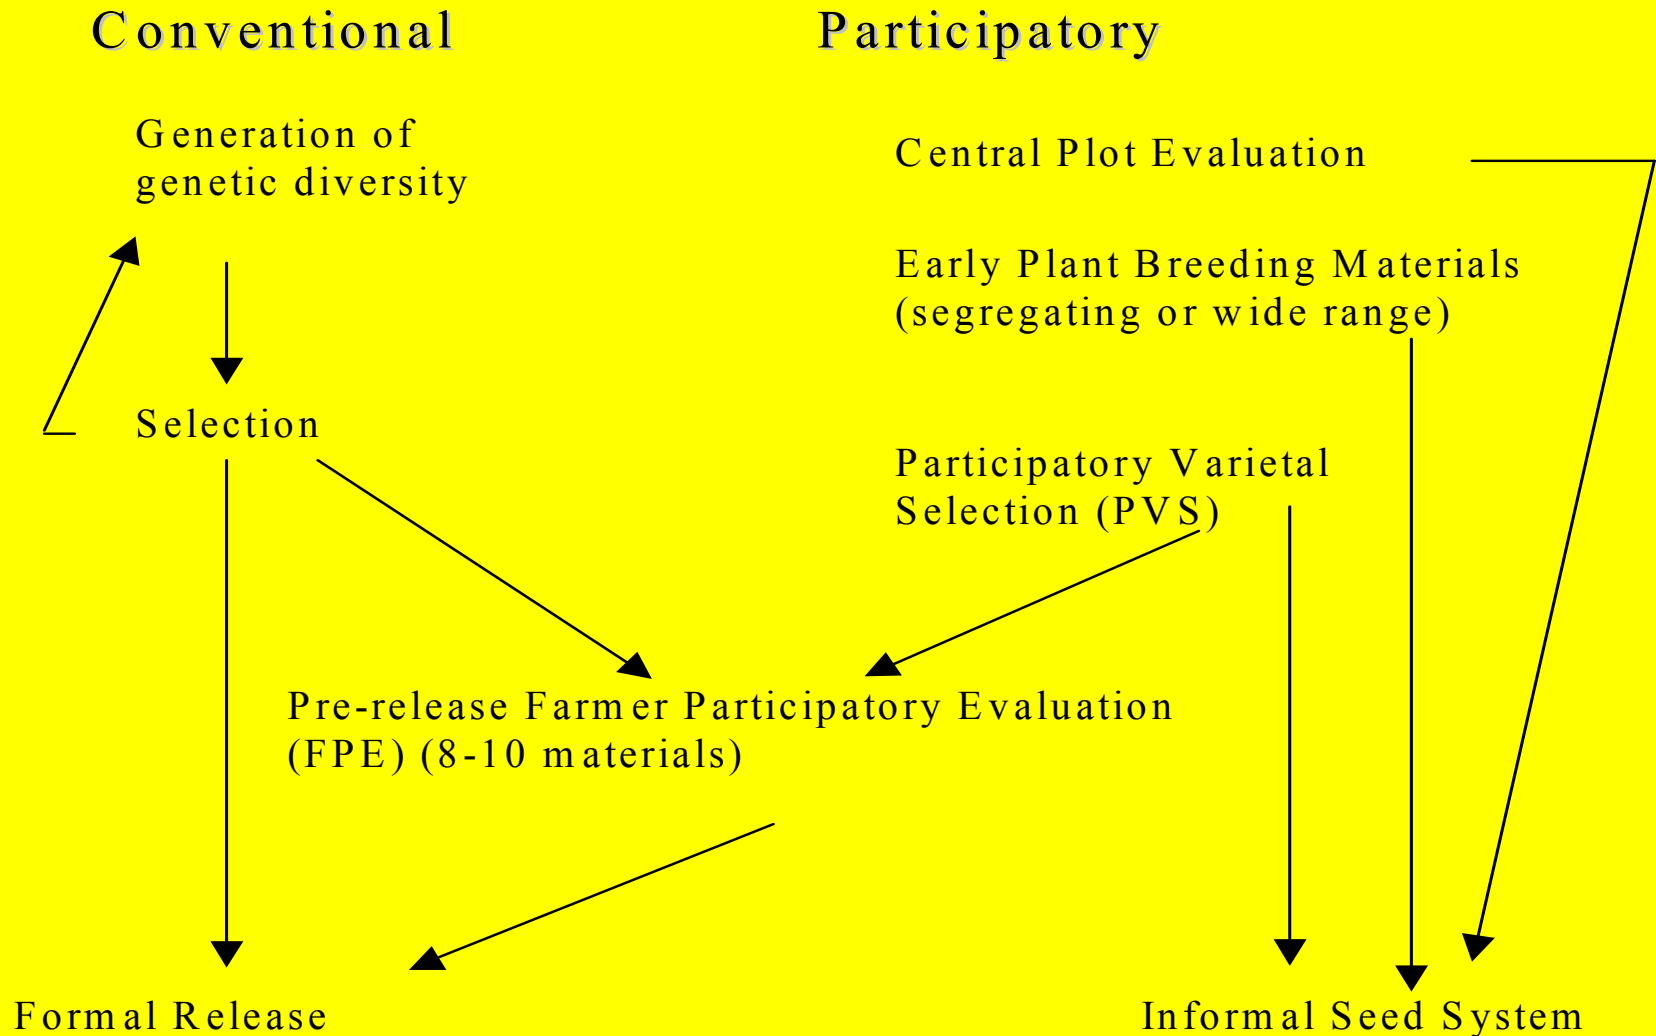 Conventional
Participatory
Generation of
genetic diversity
Central Plot Evaluation
Early Plant Breeding Materials
(segregating or wide range)
Selection
Participatory Varietal
Selection (PVS)
Pre-release Farmer Participatory Evaluation
(FPE) (8-10 materials)
Formal Release
Informal Seed System